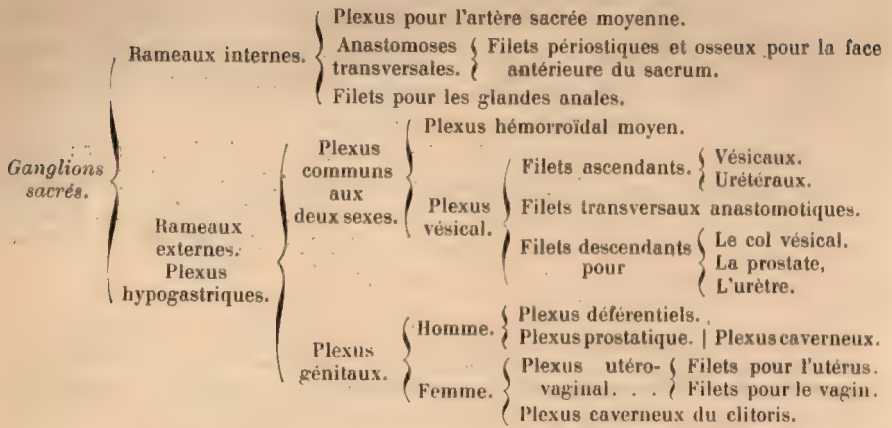 Ganglions
sacrés.
Rameaux internes.
Plexus pour l'artère sacrée moyenne.
Anastomoses
transversales.
Filets périostiques et osseux pour la face
antérieure du sacrum.
Filets pour les glandes anales.
Rameaux
externes.
Plexus
hypogastriques.
Plexus
communs
aux
deux sexes.
Plexus hémorroïdal moyen.
Plexus
vésical.
Filets ascendants.
Vésicaux.
Urétéraux.
Filets transversaux anastomotiques.
Filets descendants
pour
Le col vésical.
La prostate,
L'urètre.
Plexus
génitaux.
Homme.
Plexus déférentiels.
Plexus prostatique. | Plexus caverneux.
Femme.
Plexus utéro-
vaginal. . .
Filets pour l'utérus.
Filets pour le vagin.
Plexus caverneux du clitoris.